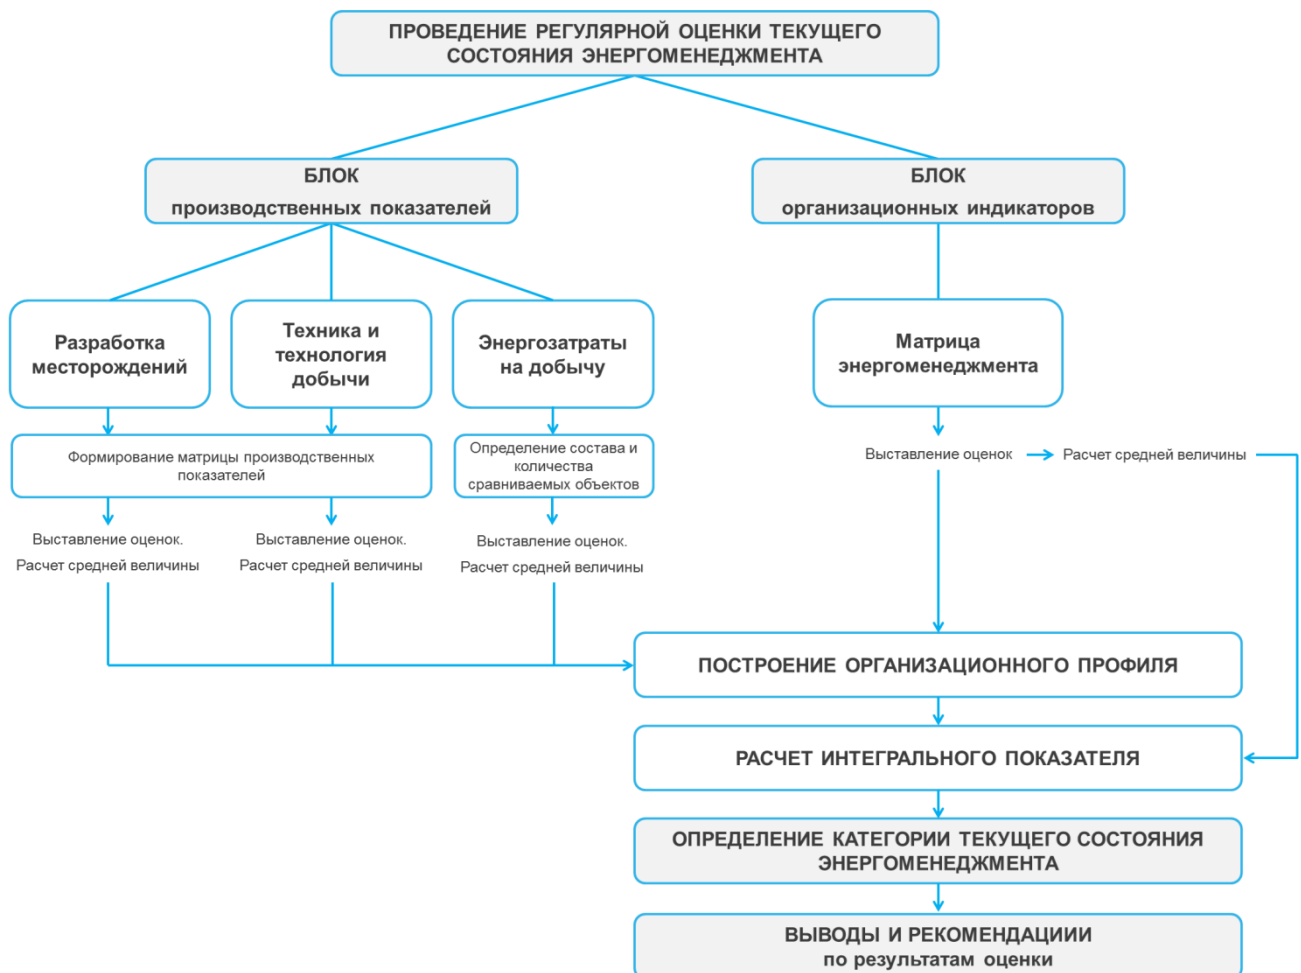 ПРОВЕДЕНИЕ РЕГУЛЯРНОЙ ОЦЕНКИ ТЕКУЩЕГО
СОСТОЯНИЯ ЭНЕРГОМЕНЕДЖМЕНТА
БЛОК
производственных показателей
БЛОК
организационных индикаторов
Разработка
месторождений
Техника и
технология
добычи
Энергозатраты
на добычу
Матрица
энергоменеджмента
Формирование матрицы производственных
показателей
Определение состава и
количества
сравниваемых объектов
Выставление оценок
Расчет средней величины
Выставление оценок.
Расчет средней величины
Выставление оценок.
Расчет средней величины
Выставление оценок.
Расчет средней величины
ПОСТРОЕНИЕ ОРГАНИЗАЦИОННОГО ПРОФИЛЯ
РАСЧЕТ ИНТЕГРАЛЬНОГО ПОКАЗАТЕЛЯ
ОПРЕДЕЛЕНИЕ КАТЕГОРИИ ТЕКУЩЕГО СОСТОЯНИЯ
ЭНЕРГОМЕНЕДЖМЕНТА
ВЫВОДЫ И РЕКОМЕНДАЦИИИ
по результатам оценки